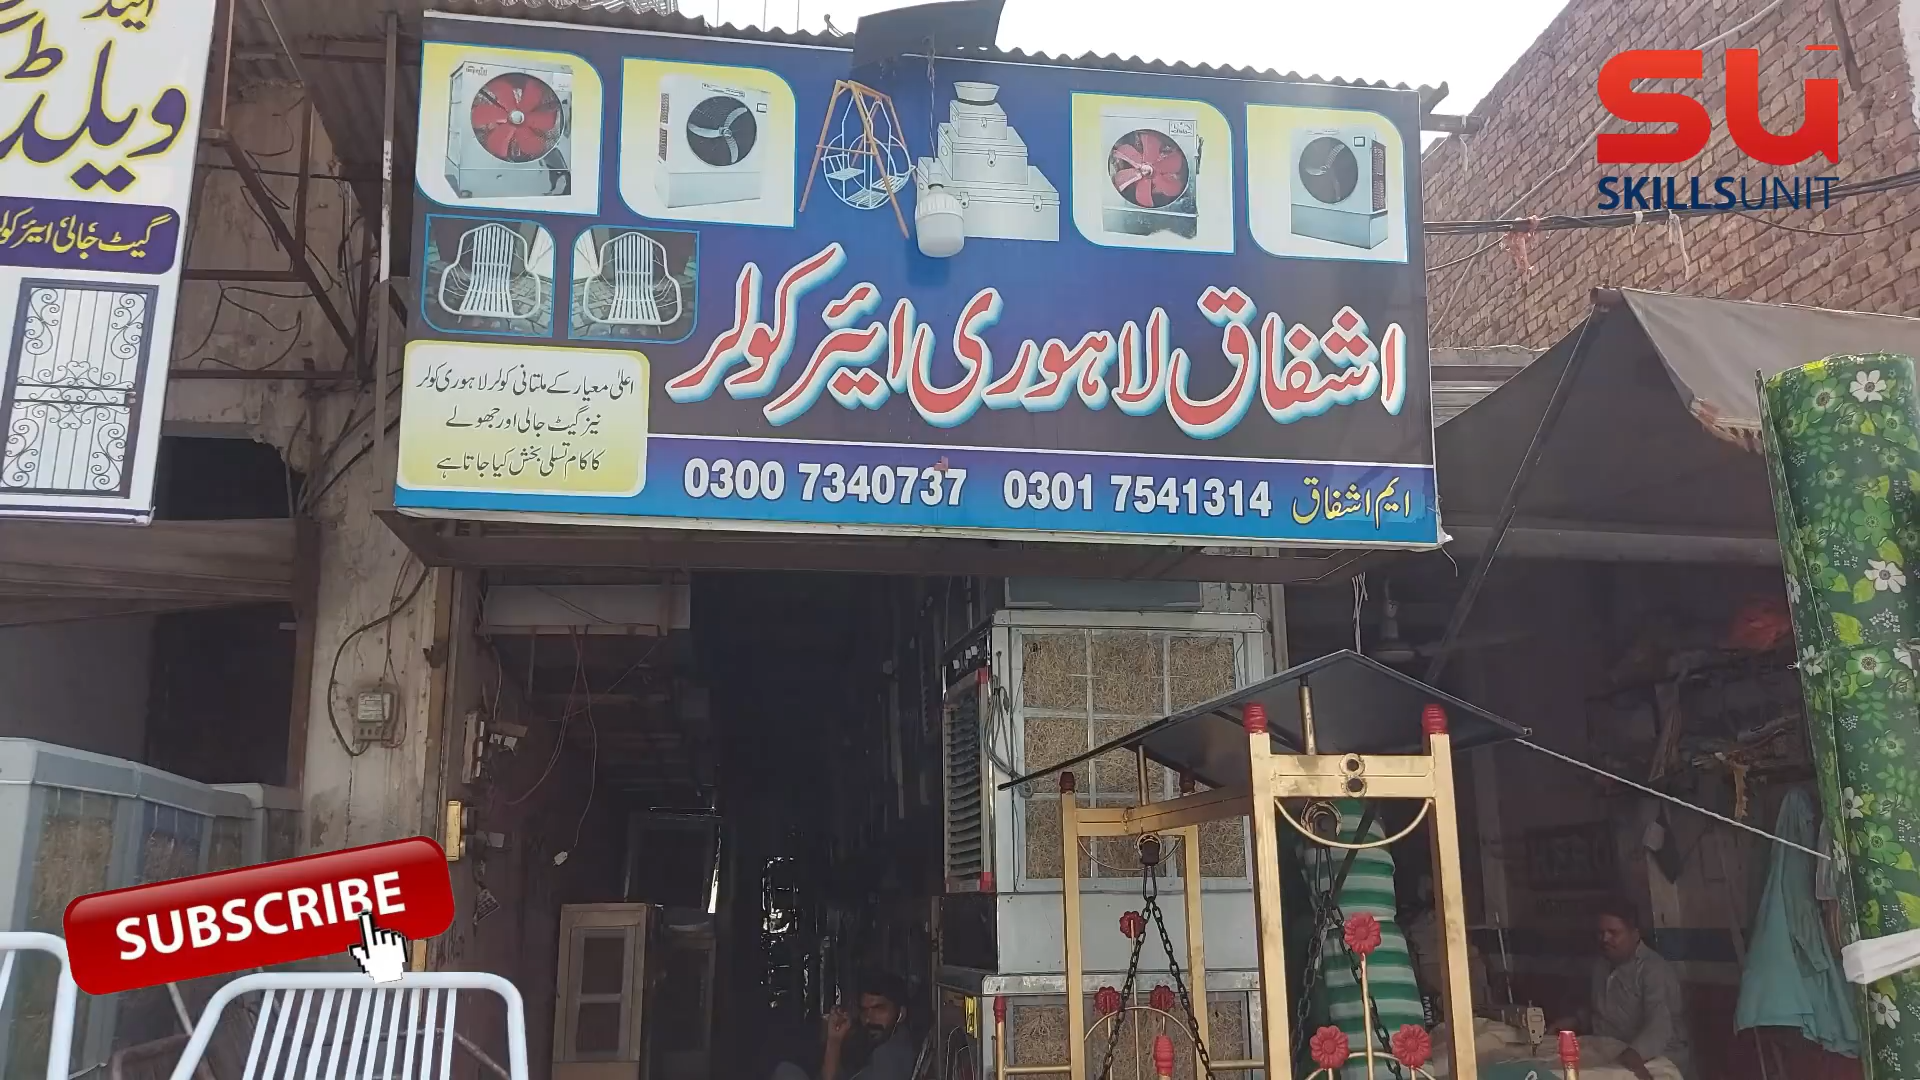 اینڈ
ویلڈ
گیٹ جالی ایئر کولر
اشفاق لاہوری ایئر کولر
اعلیٰ معیار کے ملتانی کولر لاہوری کولر
نیز گیٹ جالی اور جھولے
کا کام تسلی بخش کیا جاتا ہے
0300 7340737 0301 7541314 ایم اشفاق
SU
SKILLSUNIT
SUBSCRIBE